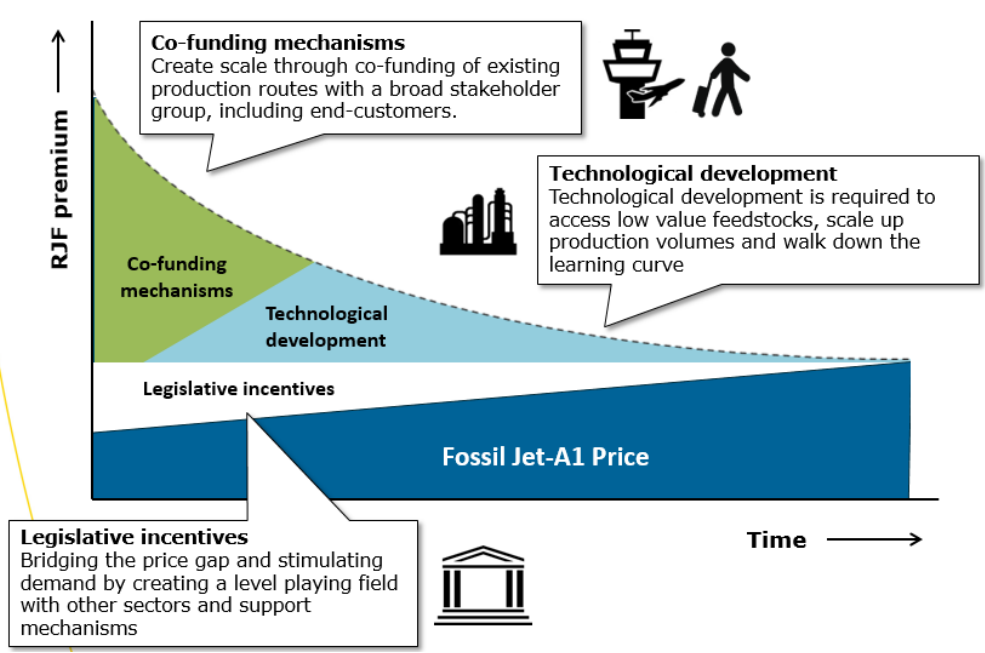 Co-funding mechanisms
Create scale through co-funding of existing
production routes with a broad stakeholder
group, including end-customers.
RJF premium
Technological development
Technological development is required to
access low value feedstocks, scale up
production volumes and walk down the
learning curve
Co-funding
mechanisms
Technological
development
Legislative incentives
Fossil Jet-A1 Price
Legislative incentives
Bridging the price gap and stimulating
demand by creating a level playing field
with other sectors and support
mechanisms
Time